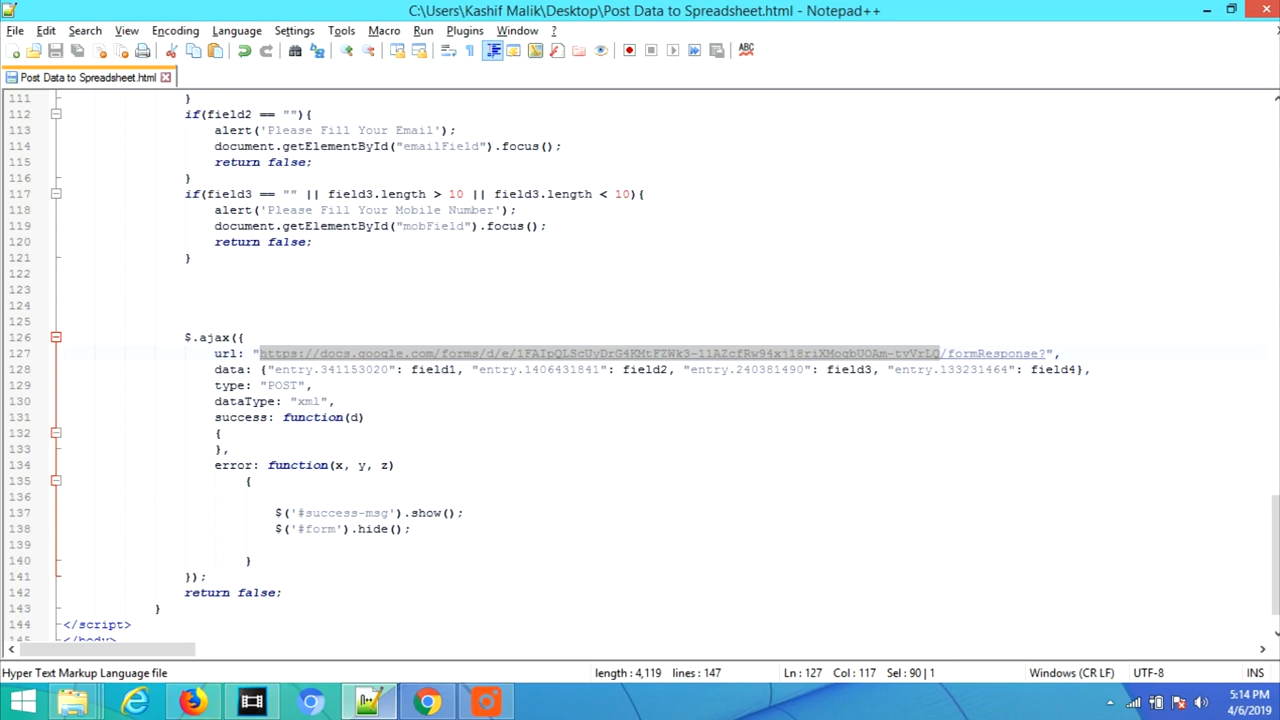 C:\Users\Kashif Malik\Desktop\Post Data to Spreadsheet.html - Notepad++
File Edit Search View Encoding Language Settings Tools Macro Run Plugins Window ?
ABC
Post Data to Spreadsheet.html
111 }
112 if(field2 == ""){
113 alert('Please Fill Your Email');
114 document.getElementById("emailField").focus();
115 return false;
116 }
117 if(field3 == "" || field3.length > 10 || field3.length < 10){
118 alert('Please Fill Your Mobile Number');
119 document.getElementById("mobField").focus();
120 return false;
121 }
122
123
124
125
126 $.ajax({
127 url: "https://docs.google.com/forms/d/e//formResponse?",
128 data: {"entry.341153020": field1, "entry.1406431841": field2, "entry.240381490": field3, "entry.133231464": field4},
129 type: "POST",
130 dataType: "xml",
131 success: function(d)
132 {
133 },
134 error: function(x, y, z)
135 {
136
137 $('#success-msg').show();
138 $('#form').hide();
139
140 }
141 });
142 return false;
143 }
144 </script>
145 </body>
Hyper Text Markup Language file length : 4,119 lines : 147 Ln : 127 Col : 117 Sel : 90 | 1 Windows (CR LF) UTF-8 INS
5:14 PM
4/6/2019